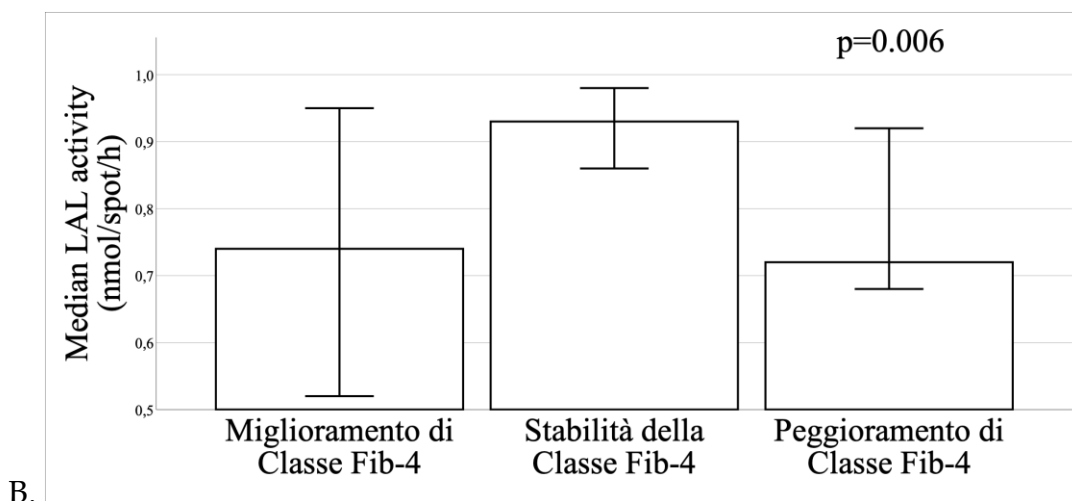 p=0.006
Median LAL activity
(nmol/spot/h)
1,0
0,9
0,8
0,7
0,6
0,5
Miglioramento di
Classe Fib-4
Stabilità della
Classe Fib-4
Peggioramento di
Classe Fib-4
B.